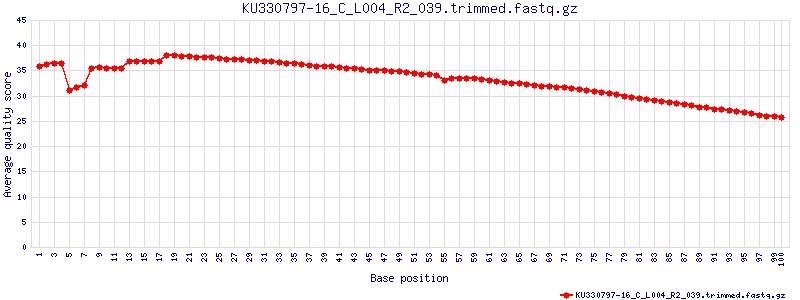 KU330797-16_C_L004_R2_039.trimmed.fastq.gz
45
40
35
30
25
20
15
10
5
0
Average quality score
1 3 5 7 9 11 13 15 17 19 21 23 25 27 29 31 33 35 37 39 41 43 45 47 49 51 53 55 57 59 61 63 65 67 69 71 73 75 77 79 81 83 85 87 89 91 93 95 97 99 100
Base position
KU330797-16_C_L004_R2_039.trimmed.fastq.gz